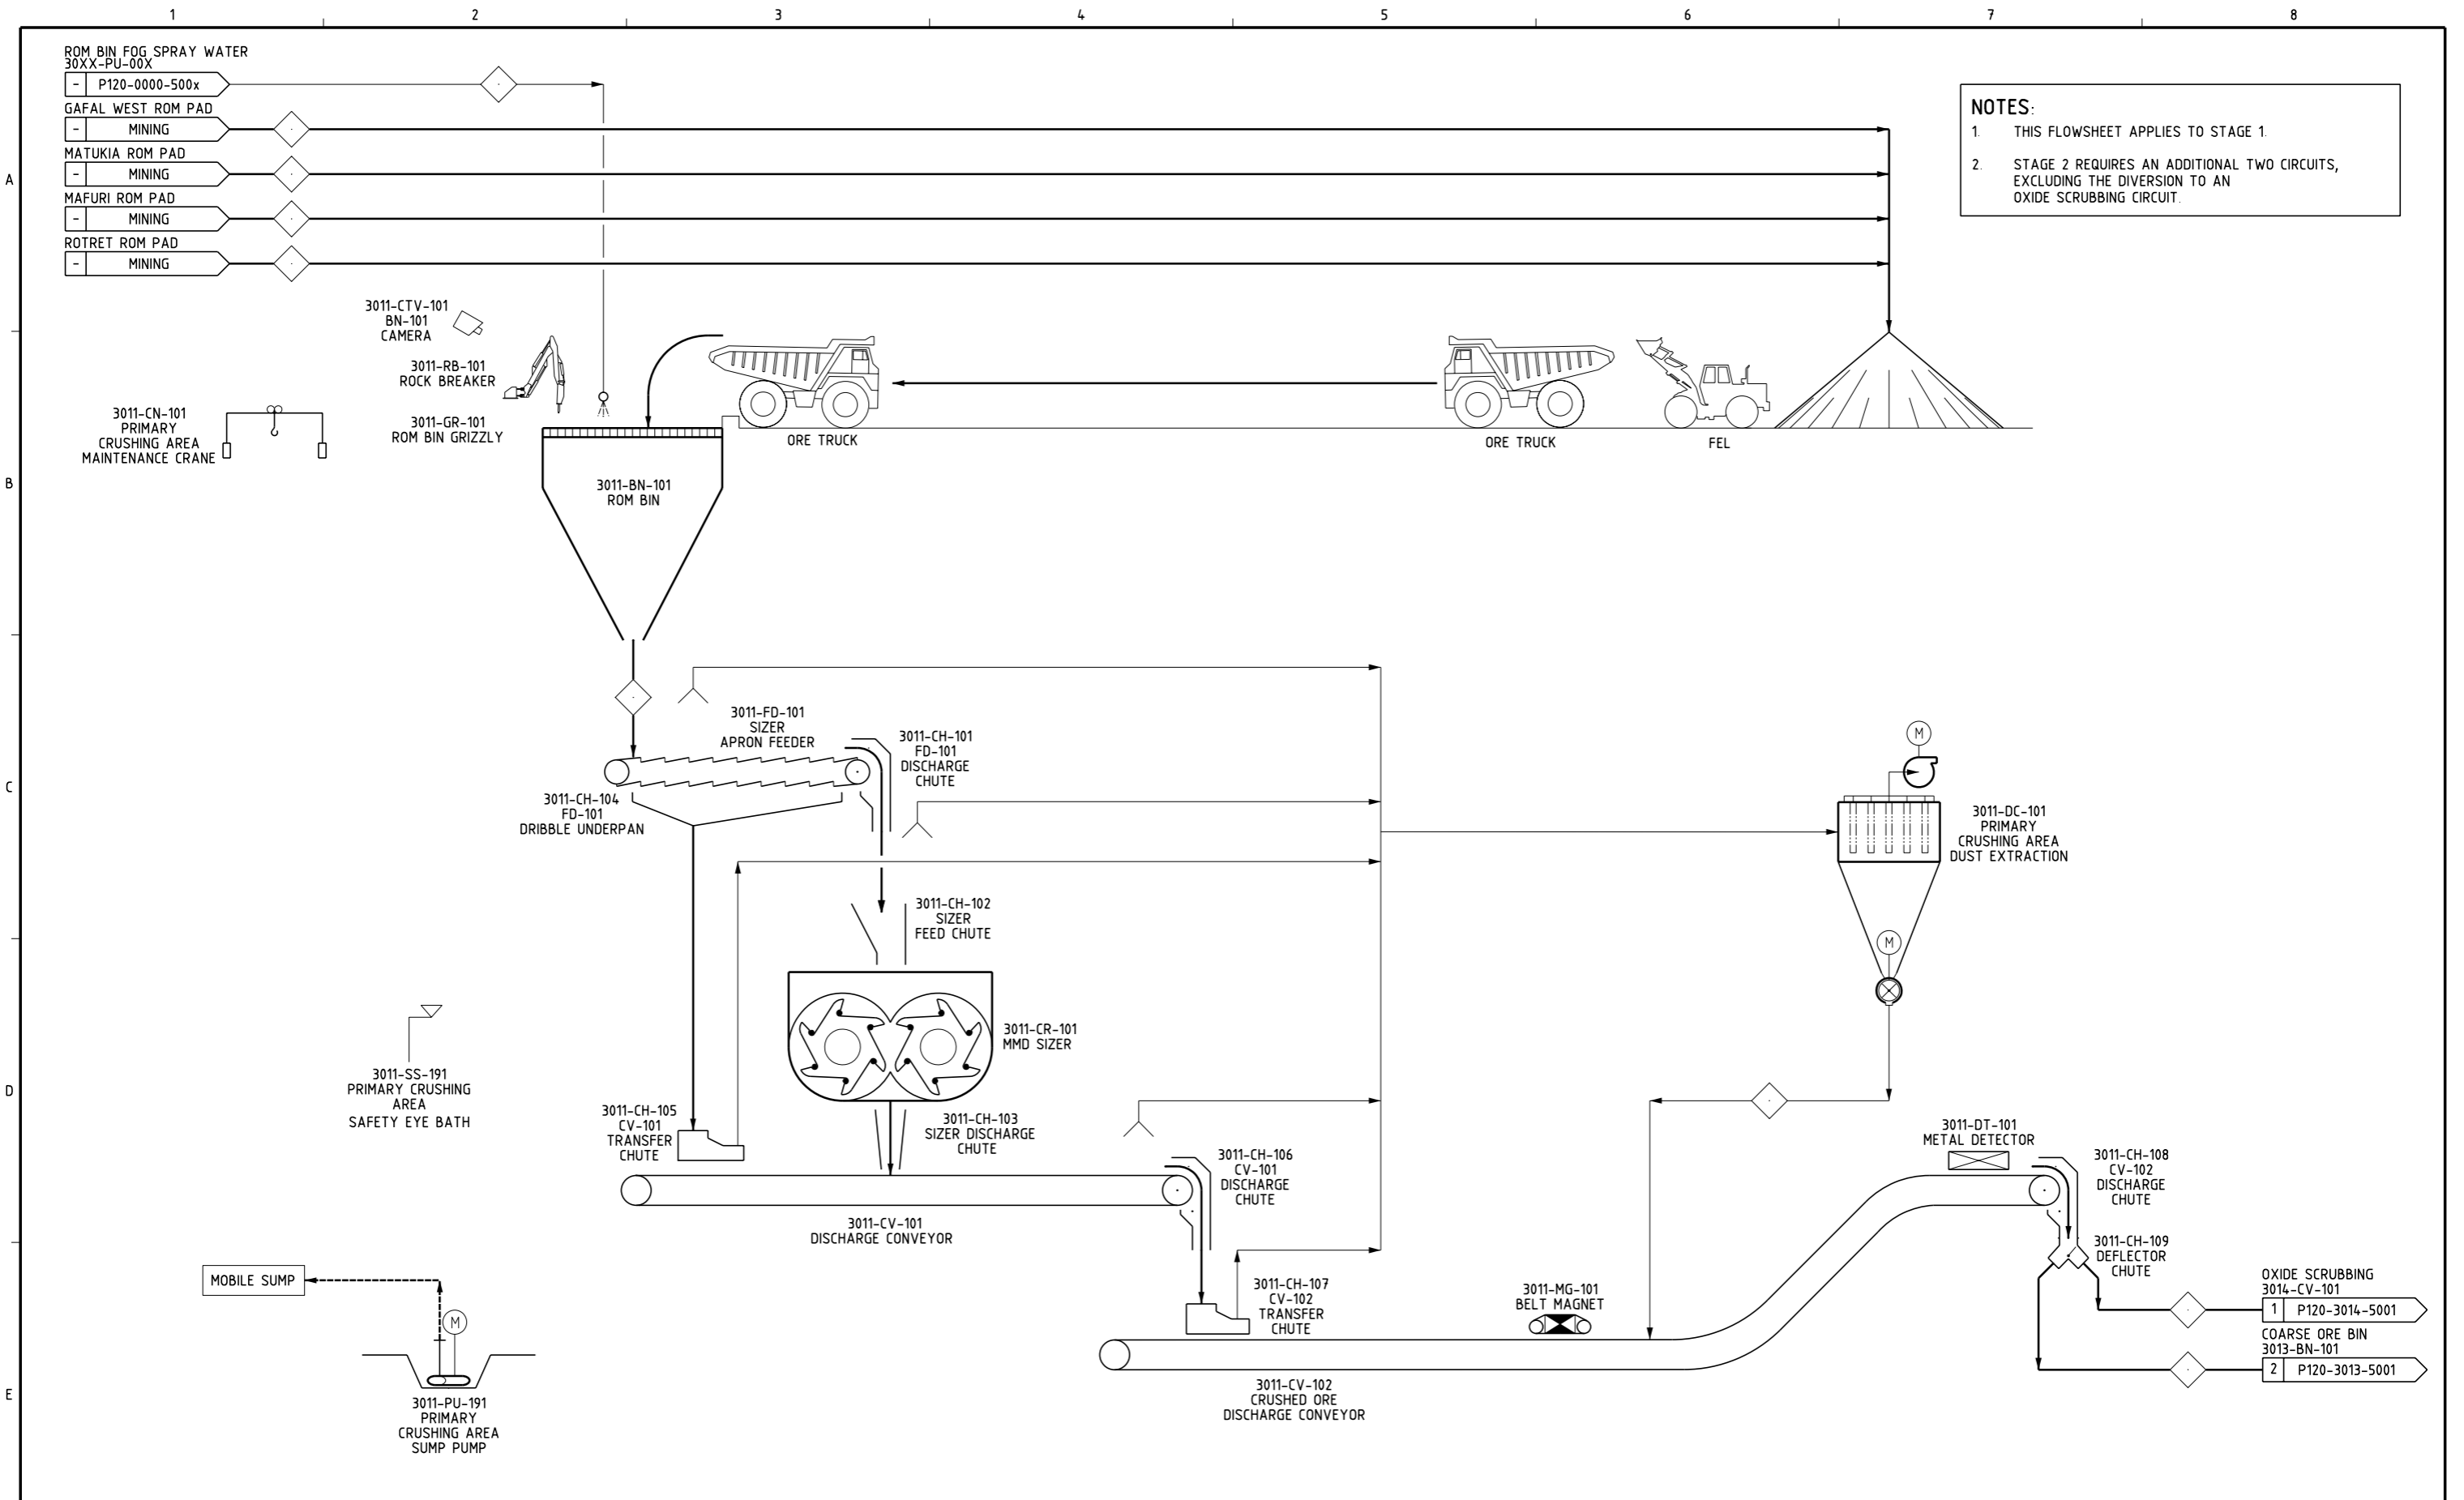 1 2 3 4 5 6 7 8
ROM BIN FOG SPRAY WATER
30XX-PU-00X
- P120-0000-500x
GAFAL WEST ROM PAD
- MINING
MATUKIA ROM PAD
- MINING
MAFURI ROM PAD
- MINING
ROTRET ROM PAD
- MINING
NOTES:
1. THIS FLOWSHEET APPLIES TO STAGE 1.
2. STAGE 2 REQUIRES AN ADDITIONAL TWO CIRCUITS,
EXCLUDING THE DIVERSION TO AN
OXIDE SCRUBBING CIRCUIT.
A
B
C
D
E
3011-CTV-101
BN-101
CAMERA
3011-RB-101
ROCK BREAKER
3011-CN-101
PRIMARY
CRUSHING AREA
MAINTENANCE CRANE
3011-GR-101
ROM BIN GRIZZLY
ORE TRUCK
ORE TRUCK
FEL
3011-BN-101
ROM BIN
3011-FD-101
SIZER
APRON FEEDER
3011-CH-101
FD-101
DISCHARGE
CHUTE
3011-CH-104
FD-101
DRIBBLE UNDERPAN
M
3011-DC-101
PRIMARY
CRUSHING AREA
DUST EXTRACTION
3011-CH-102
SIZER
FEED CHUTE
M
3011-CR-101
MMD SIZER
3011-SS-191
PRIMARY CRUSHING
AREA
SAFETY EYE BATH
3011-CH-105
CV-101
TRANSFER
CHUTE
3011-CH-103
SIZER DISCHARGE
CHUTE
3011-CH-106
CV-101
DISCHARGE
CHUTE
3011-DT-101
METAL DETECTOR
3011-CH-108
CV-102
DISCHARGE
CHUTE
3011-CV-101
DISCHARGE CONVEYOR
3011-CH-109
DEFLECTOR
CHUTE
MOBILE SUMP
M
3011-CH-107
CV-102
TRANSFER
CHUTE
3011-MG-101
BELT MAGNET
OXIDE SCRUBBING
3014-CV-101
1 P120-3014-5001
COARSE ORE BIN
3013-BN-101
2 P120-3013-5001
3011-CV-102
CRUSHED ORE
DISCHARGE CONVEYOR
3011-PU-191
PRIMARY
CRUSHING AREA
SUMP PUMP